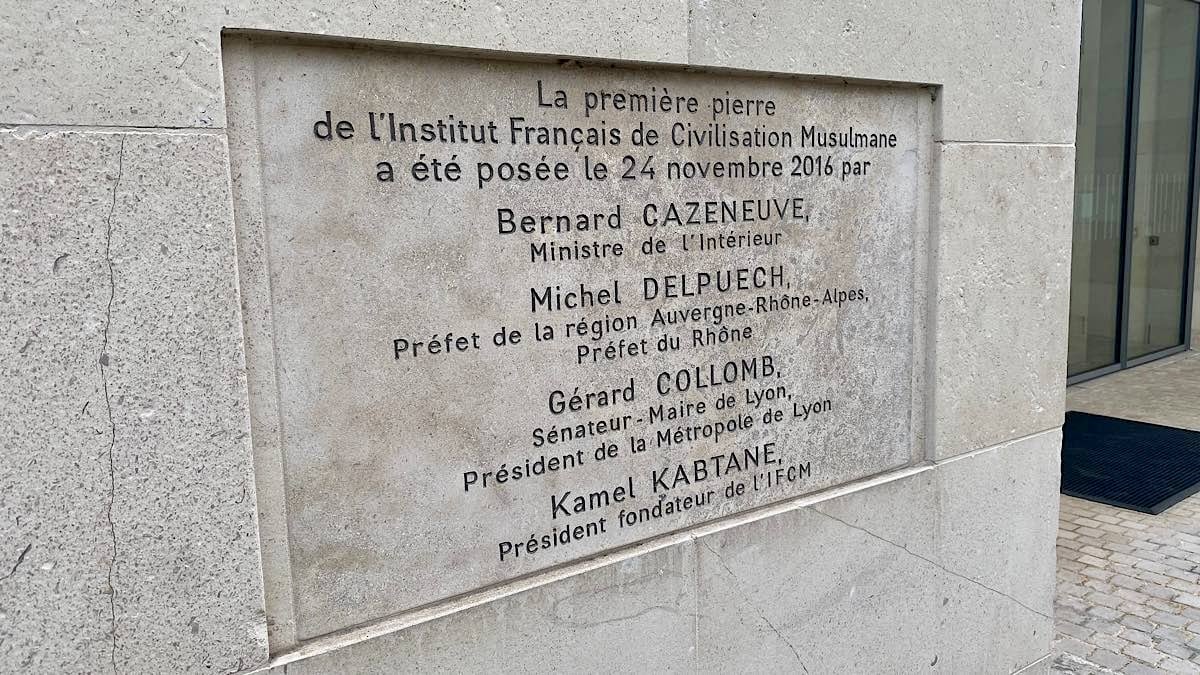 La première pierre
de l'Institut Français de Civilisation Musulmane
a été posée le 24 novembre 2016 par
Bernard CAZENEUVE,
Ministre de l'Intérieur
Michel DELPUECH,
Préfet de la région Auvergne-Rhône-Alpes,
Préfet du Rhône
Gérard COLLOMB,
Sénateur-Maire de Lyon,
Président de la Métropole de Lyon
Kamel KABTANE,
Président fondateur de l'IFCM